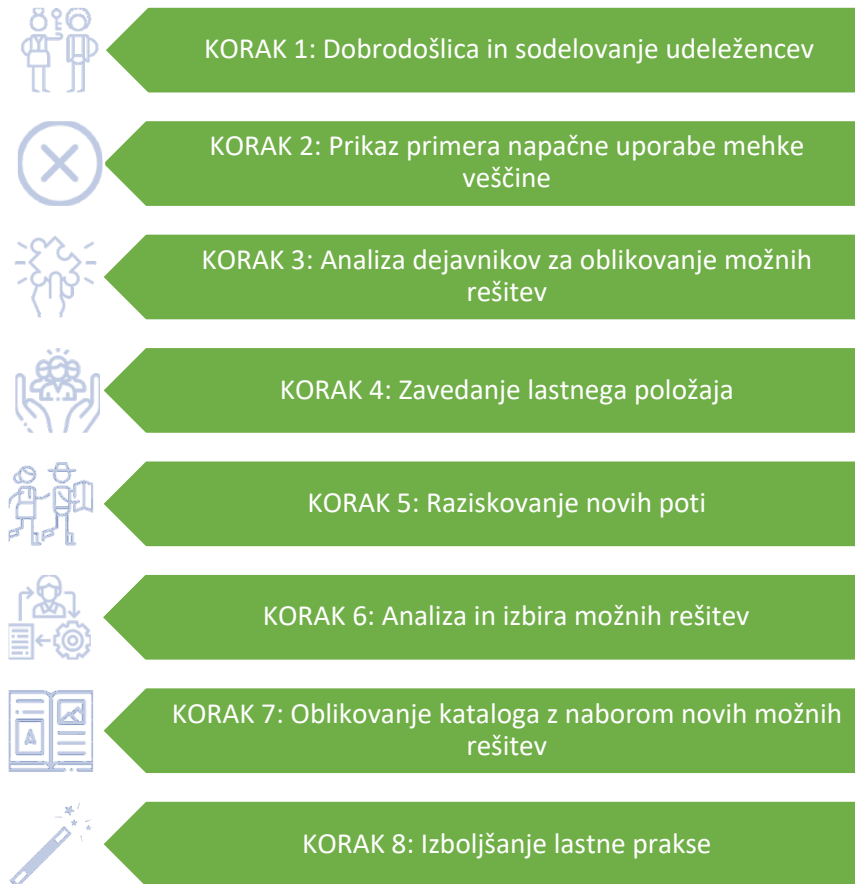 KORAK 1: Dobrodošlica in sodelovanje udeležencev
KORAK 2: Prikaz primera napačne uporabe mehke
veščine
KORAK 3: Analiza dejavnikov za oblikovanje možnih
rešitev
KORAK 4: Zavedanje lastnega položaja
KORAK 5: Raziskovanje novih poti
KORAK 6: Analiza in izbira možnih rešitev
A
KORAK 7: Oblikovanje kataloga z naborom novih možnih
rešitev
KORAK 8: Izboljšanje lastne prakse